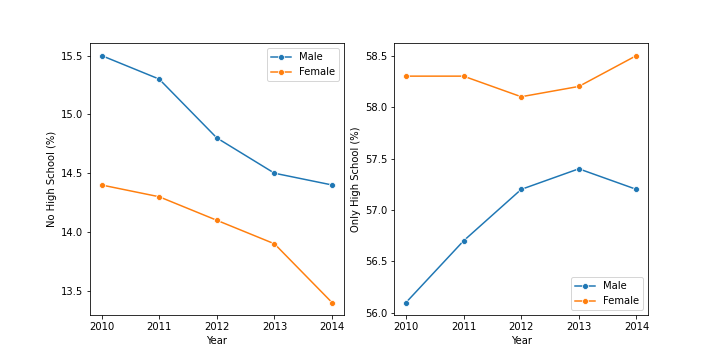 No High School (%)
15.5
15.0
14.5
14.0
13.5
2010 2011 2012 2013 2014
Year
Male
Female
Only High School (%)
58.5
58.0
57.5
57.0
56.5
56.0
2010 2011 2012 2013 2014
Year
Male
Female